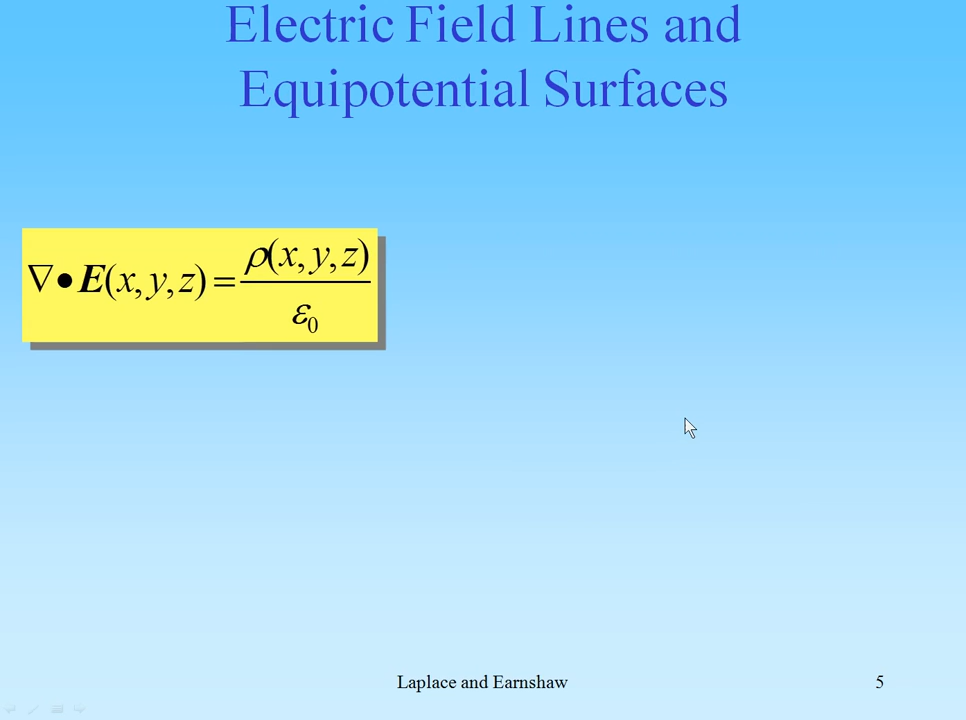 Electric Field Lines and
Equipotential Surfaces
∇•E(x,y,z)=ρ(x,y,z)/ε₀
Laplace and Earnshaw
5